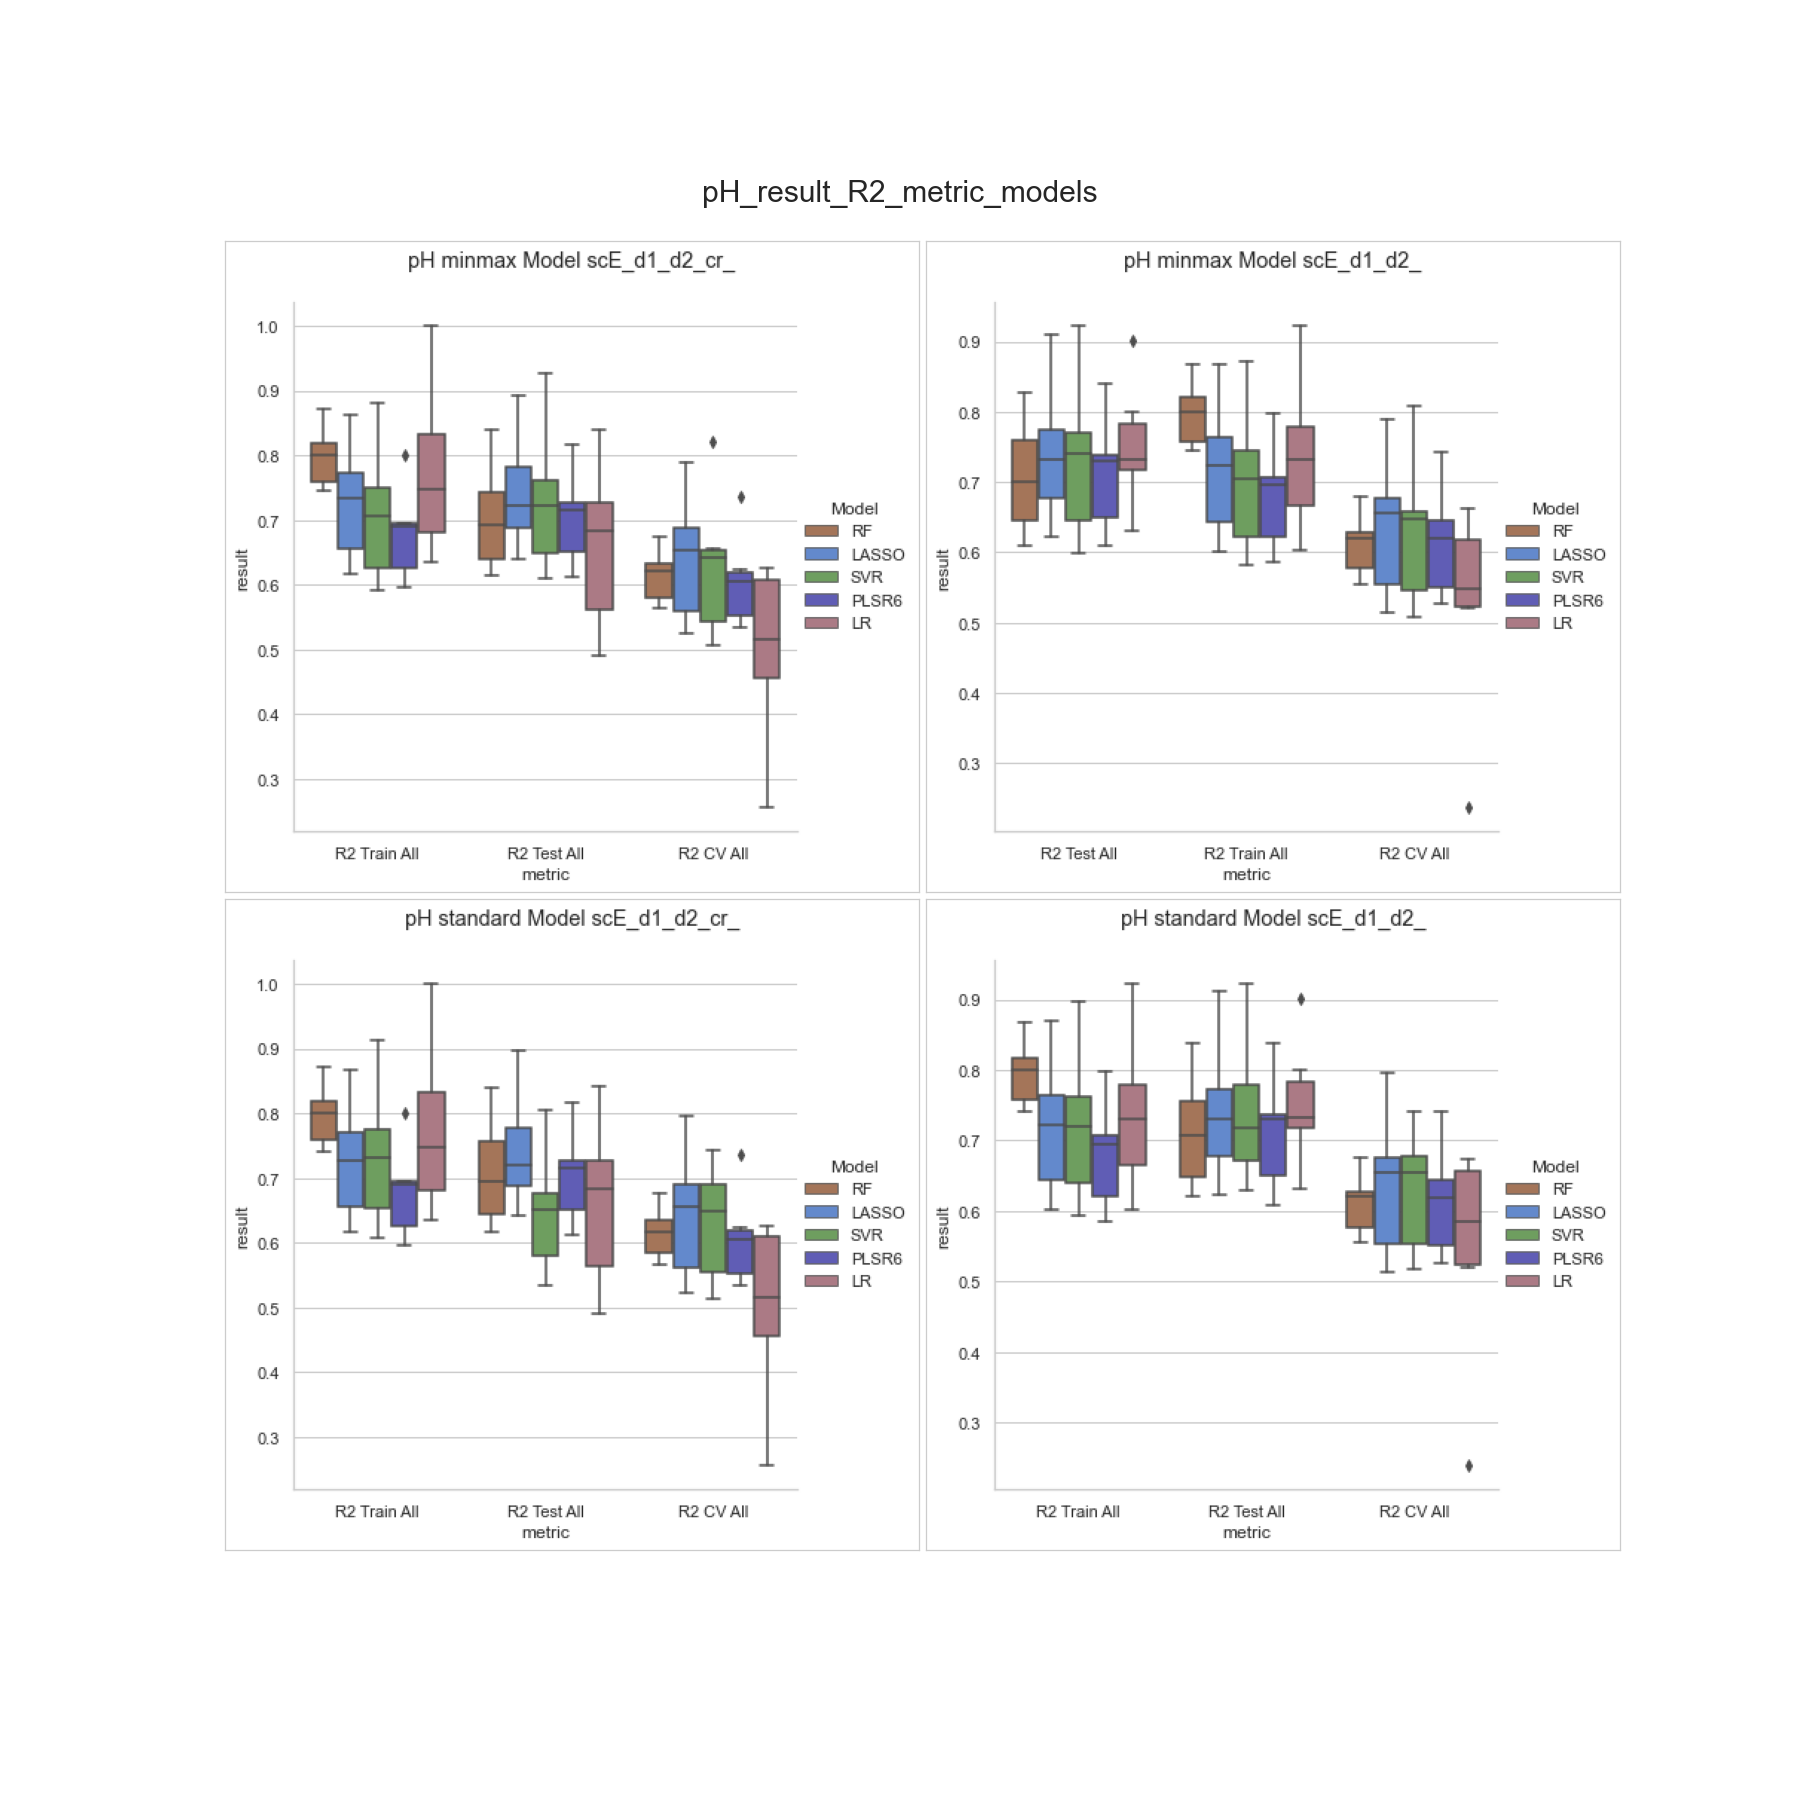 pH_result_R2_metric_models
pH minmax Model scE_d1_d2_cr_
1.0
0.9
0.8
0.7
0.6
0.5
0.4
0.3
result
R2 Train All R2 Test All R2 CV All
metric
Model
RF
LASSO
SVR
PLSR6
LR
pH minmax Model scE_d1_d2_
0.9
0.8
0.7
0.6
0.5
0.4
0.3
result
R2 Test All R2 Train All R2 CV All
metric
Model
RF
LASSO
SVR
PLSR6
LR
pH standard Model scE_d1_d2_cr_
1.0
0.9
0.8
0.7
0.6
0.5
0.4
0.3
result
R2 Train All R2 Test All R2 CV All
metric
Model
RF
LASSO
SVR
PLSR6
LR
pH standard Model scE_d1_d2_
0.9
0.8
0.7
0.6
0.5
0.4
0.3
result
R2 Train All R2 Test All R2 CV All
metric
Model
RF
LASSO
SVR
PLSR6
LR